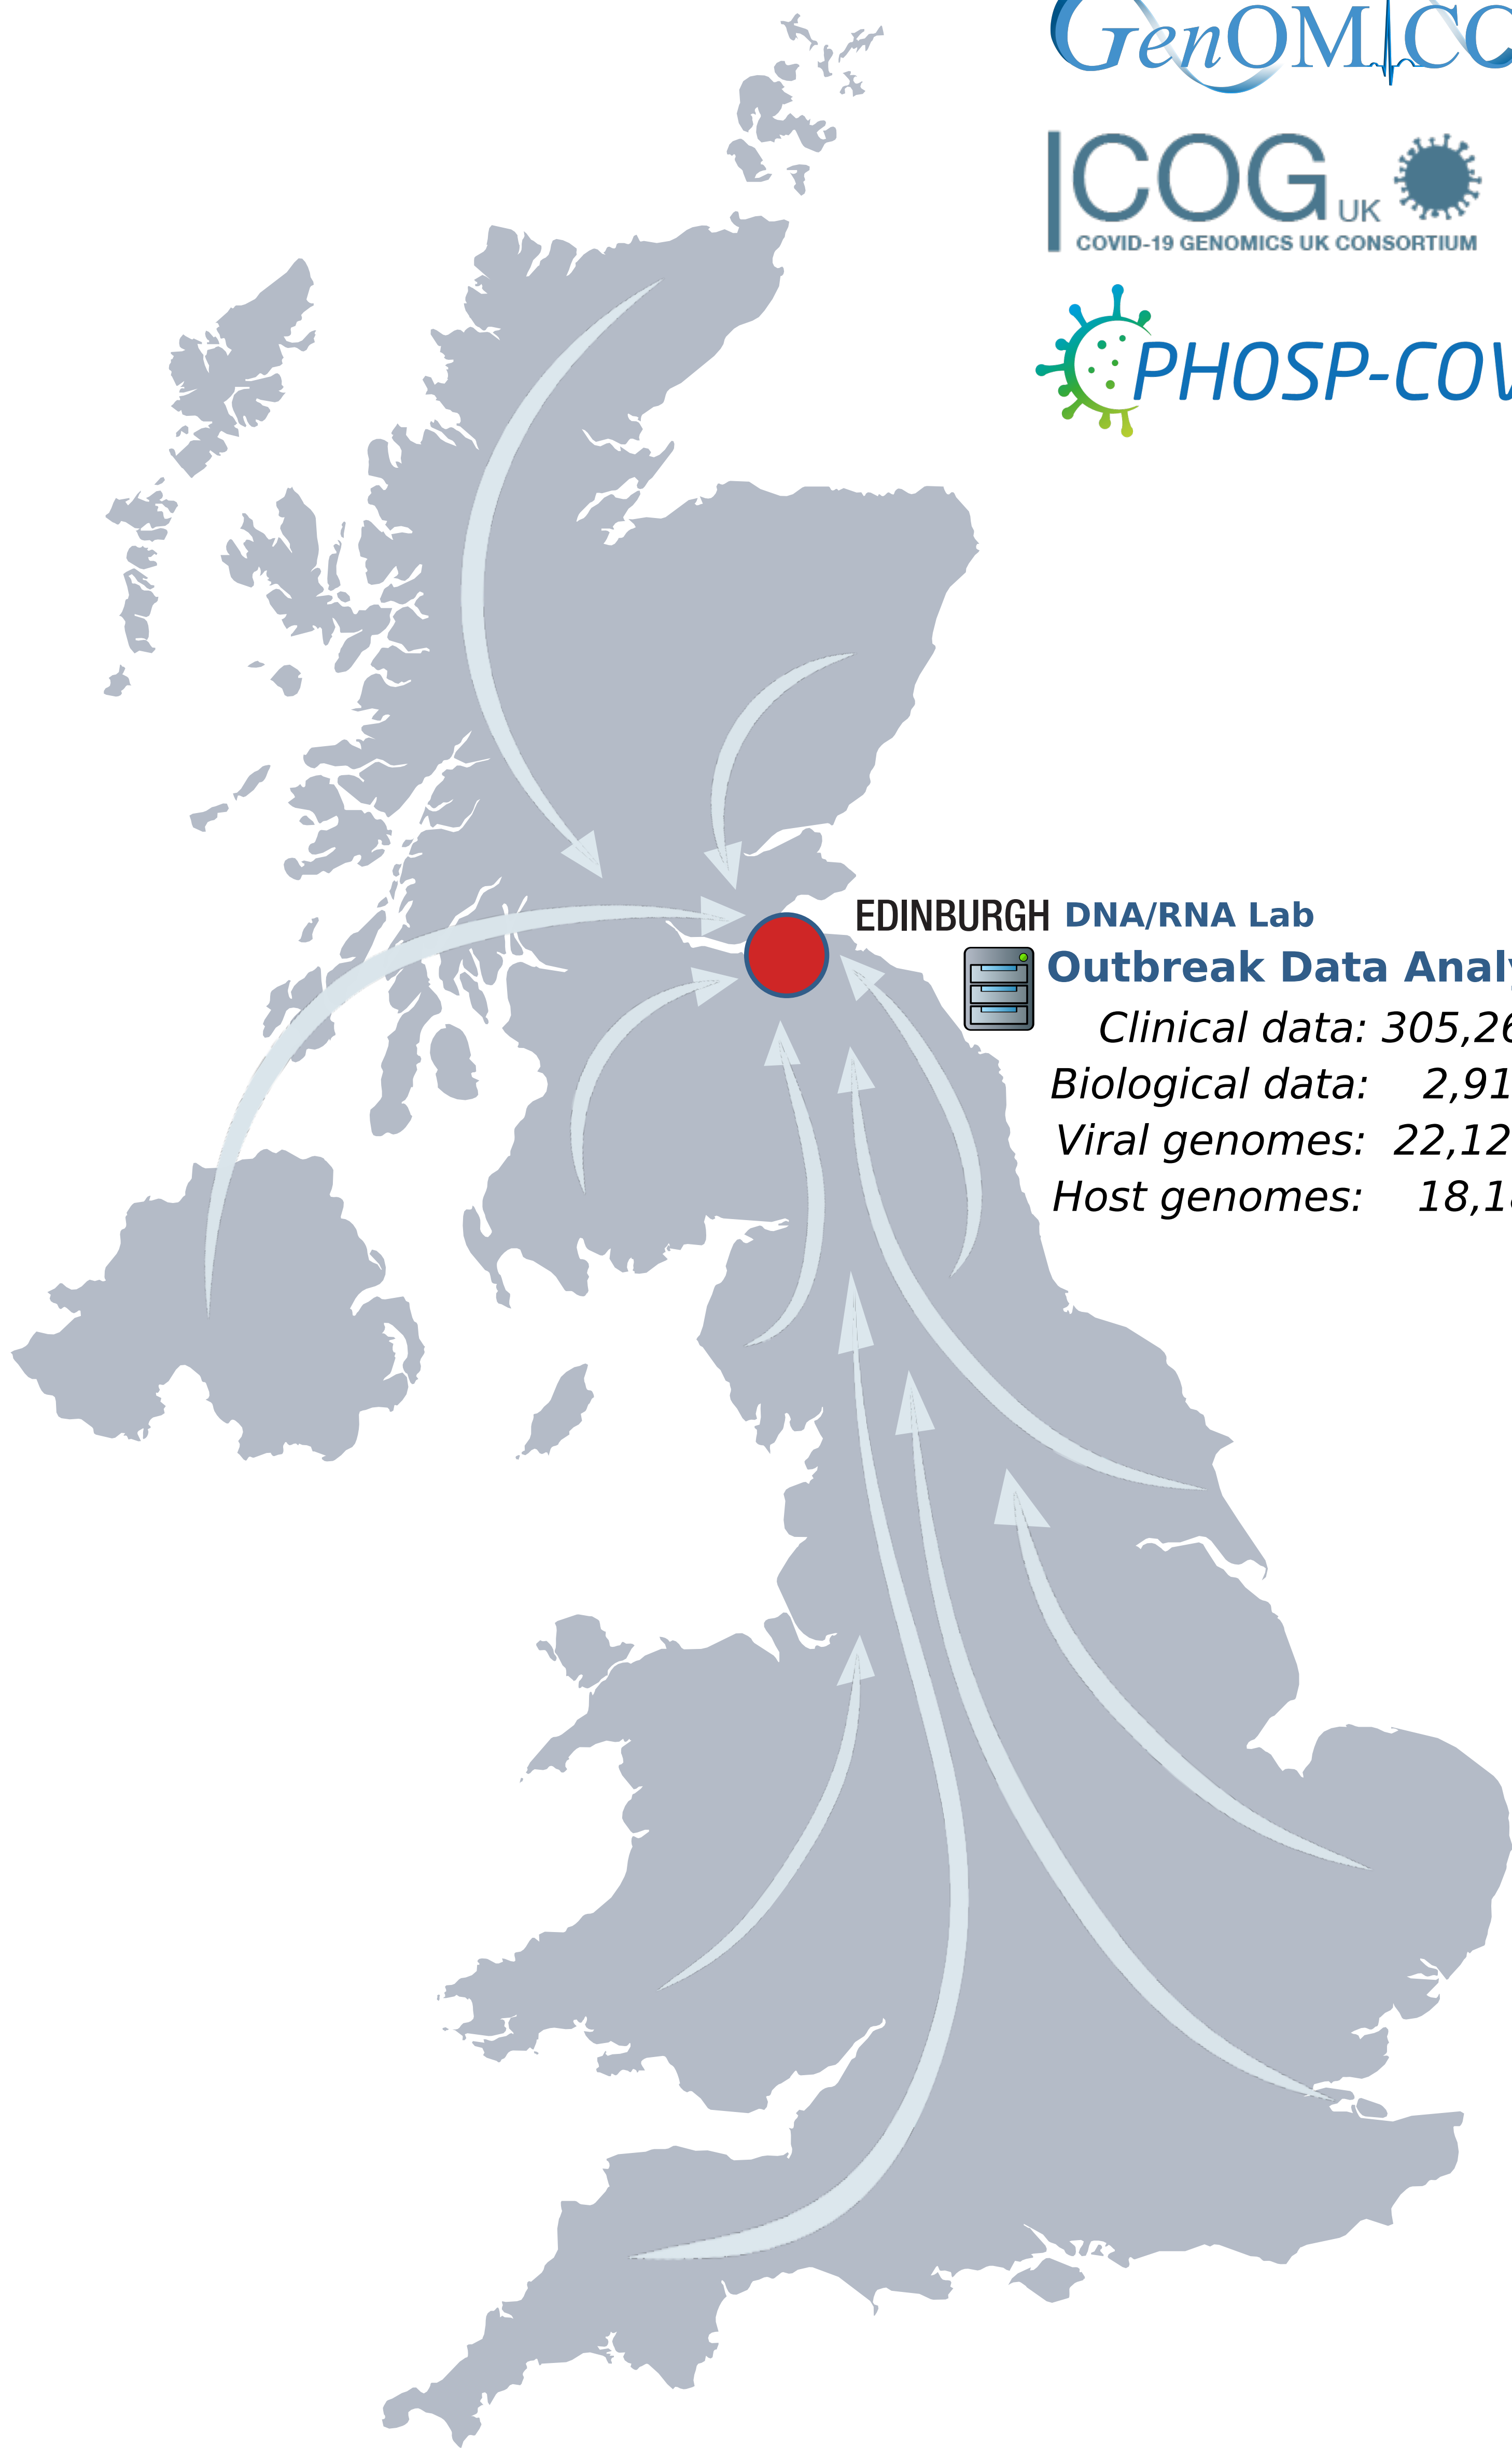 GenOMICC
COG UK
COVID-19 GENOMICS UK CONSORTIUM
PHOSP-COV
EDINBURGH DNA/RNA Lab
Outbreak Data Analy
Clinical data: 305,26
Biological data: 2,91
Viral genomes: 22,12
Host genomes: 18,1